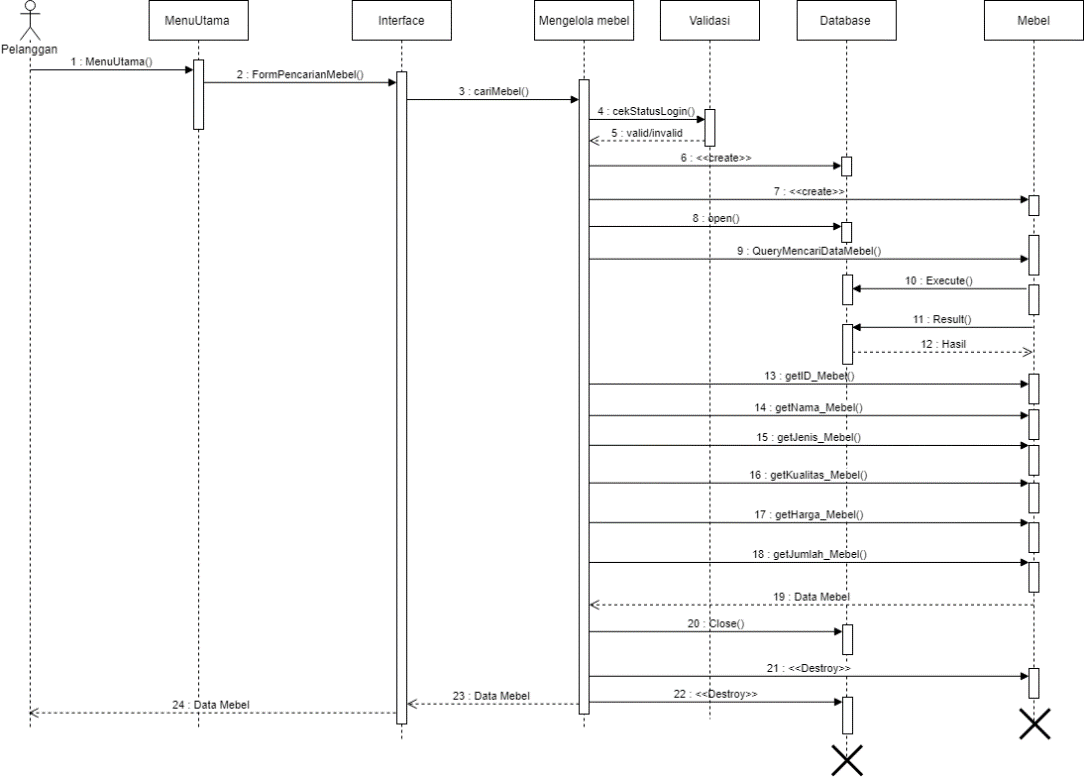 MenuUtama
Interface
Mengelola mebel
Validasi
Database
Mebel
Pelanggan
1 : MenuUtama()
2 : FormPencarianMebel()
3 : cariMebel()
4 : cekStatusLogin()
5 : valid/invalid
6 : <<create>>
7 : <<create>>
8 : open()
9 : QueryMencariDataMebel()
10 : Execute()
11 : Result()
12 : Hasil
13 : getID_Mebel()
14 : getNama_Mebel()
15 : getJenis_Mebel()
16 : getKualitas_Mebel()
17 : getHarga_Mebel()
18 : getJumlah_Mebel()
19 : Data Mebel
20 : Close()
21 : <<Destroy>>
22 : <<Destroy>>
23 : Data Mebel
24 : Data Mebel